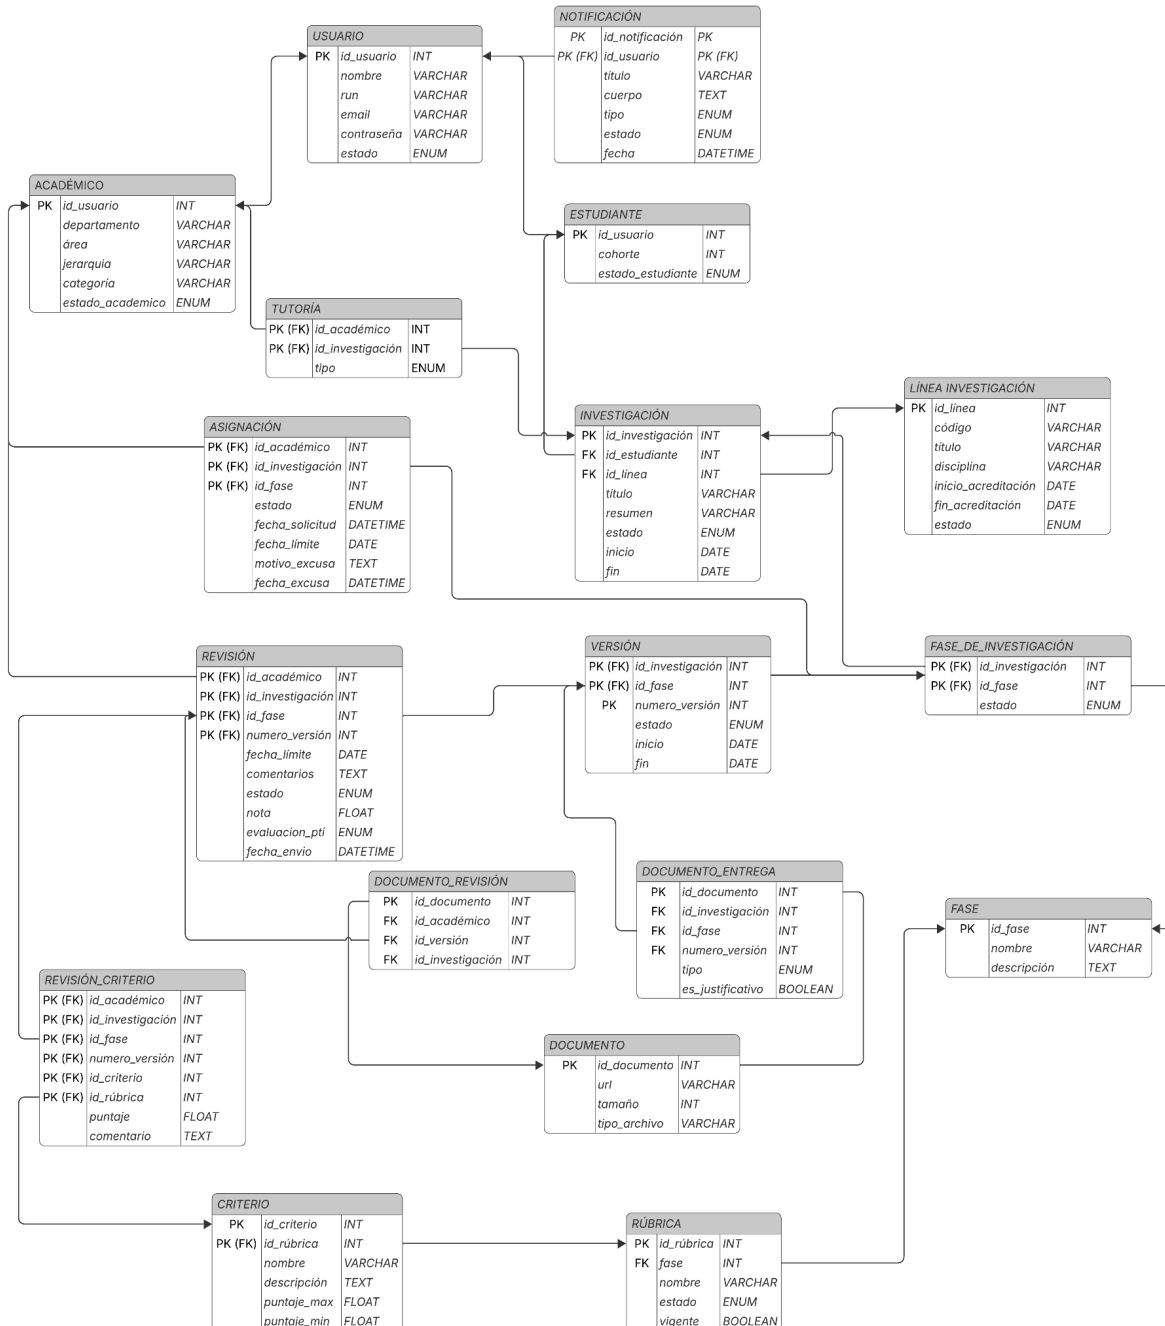 NOTIFICACIÓN
PK id_notificación PK
PK (FK) id_usuario PK (FK)
título VARCHAR
cuerpo TEXT
tipo ENUM
estado ENUM
fecha DATETIME
USUARIO
PK id_usuario INT
nombre VARCHAR
run VARCHAR
email VARCHAR
contraseña VARCHAR
estado ENUM
ACADÉMICO
PK id_usuario INT
departamento VARCHAR
área VARCHAR
jerarquia VARCHAR
categoría VARCHAR
estado_academico ENUM
ESTUDIANTE
PK id_usuario INT
cohorte INT
estado_estudiante ENUM
TUTORÍA
PK (FK) id_académico INT
PK (FK) id_investigación INT
tipo ENUM
LÍNEA INVESTIGACIÓN
PK id_línea INT
código VARCHAR
título VARCHAR
disciplina VARCHAR
inicio_acreditación DATE
fin_acreditación DATE
estado ENUM
INVESTIGACIÓN
PK id_investigación INT
FK id_estudiante INT
FK id_línea INT
título VARCHAR
resumen VARCHAR
estado ENUM
inicio DATE
fin DATE
ASIGNACIÓN
PK (FK) id_académico INT
PK (FK) id_investigación INT
PK (FK) id_fase INT
estado ENUM
fecha_solicitud DATETIME
fecha_límite DATE
motivo_excusa TEXT
fecha_excusa DATETIME
REVISIÓN
PK (FK) id_académico INT
PK (FK) id_investigación INT
PK (FK) id_fase INT
PK (FK) numero_versión INT
fecha_límite DATE
comentarios TEXT
estado ENUM
nota FLOAT
evaluacion_pti ENUM
fecha_envio DATETIME
VERSIÓN
PK (FK) id_investigación INT
PK (FK) id_fase INT
PK numero_versión INT
estado ENUM
inicio DATE
fin DATE
FASE_DE_INVESTIGACIÓN
PK (FK) id_investigación INT
PK (FK) id_fase INT
estado ENUM
DOCUMENTO_REVISIÓN
PK id_documento INT
FK id_académico INT
FK id_versión INT
FK id_investigación INT
DOCUMENTO_ENTREGA
PK id_documento INT
FK id_investigación INT
FK id_fase INT
FK numero_versión INT
tipo ENUM
es_justificativo BOOLEAN
FASE
PK id_fase INT
nombre VARCHAR
descripción TEXT
REVISIÓN_CRITERIO
PK (FK) id_académico INT
PK (FK) id_investigación INT
PK (FK) id_fase INT
PK (FK) numero_versión INT
PK (FK) id_criterio INT
PK (FK) id_rúbrica INT
puntaje FLOAT
comentario TEXT
DOCUMENTO
PK id_documento INT
url VARCHAR
tamaño INT
tipo_archivo VARCHAR
CRITERIO
PK id_criterio INT
PK (FK) id_rúbrica INT
nombre VARCHAR
descripción TEXT
puntaje_max FLOAT
puntaje_min FLOAT
RÚBRICA
PK id_rúbrica INT
FK fase INT
nombre VARCHAR
estado ENUM
vigente BOOLEAN